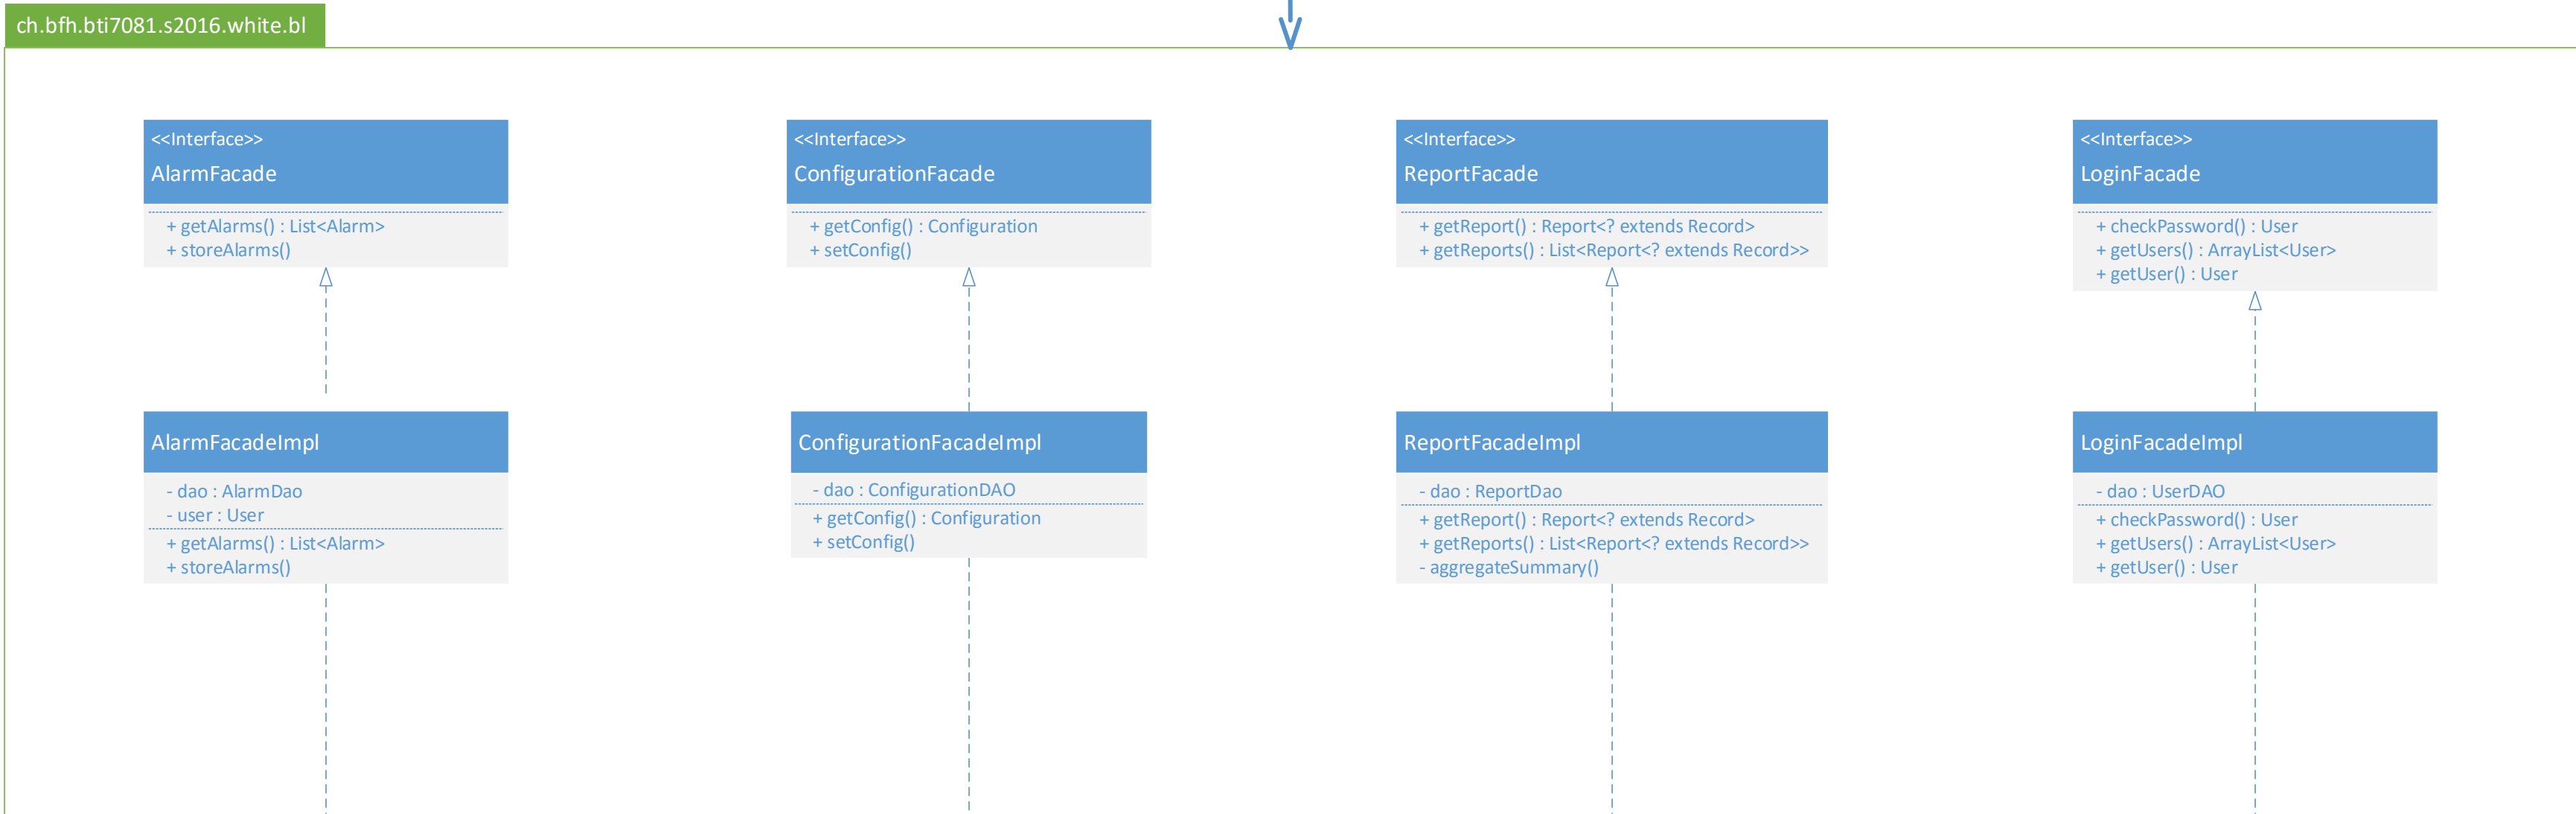 ch.bfh.bti7081.s2016.white.bl
<<Interface>>
AlarmFacade
+ getAlarms() : List<Alarm>
+ storeAlarms()
<<Interface>>
ConfigurationFacade
+ getConfig() : Configuration
+ setConfig()
<<Interface>>
ReportFacade
+ getReport() : Report<? extends Record>
+ getReports() : List<Report<? extends Record>>
<<Interface>>
LoginFacade
+ checkPassword() : User
+ getUsers() : ArrayList<User>
+ getUser() : User
AlarmFacadeImpl
- dao : AlarmDao
- user : User
+ getAlarms() : List<Alarm>
+ storeAlarms()
ConfigurationFacadeImpl
- dao : ConfigurationDAO
+ getConfig() : Configuration
+ setConfig()
ReportFacadeImpl
- dao : ReportDao
+ getReport() : Report<? extends Record>
+ getReports() : List<Report<? extends Record>>
- aggregateSummary()
LoginFacadeImpl
- dao : UserDAO
+ checkPassword() : User
+ getUsers() : ArrayList<User>
+ getUser() : User